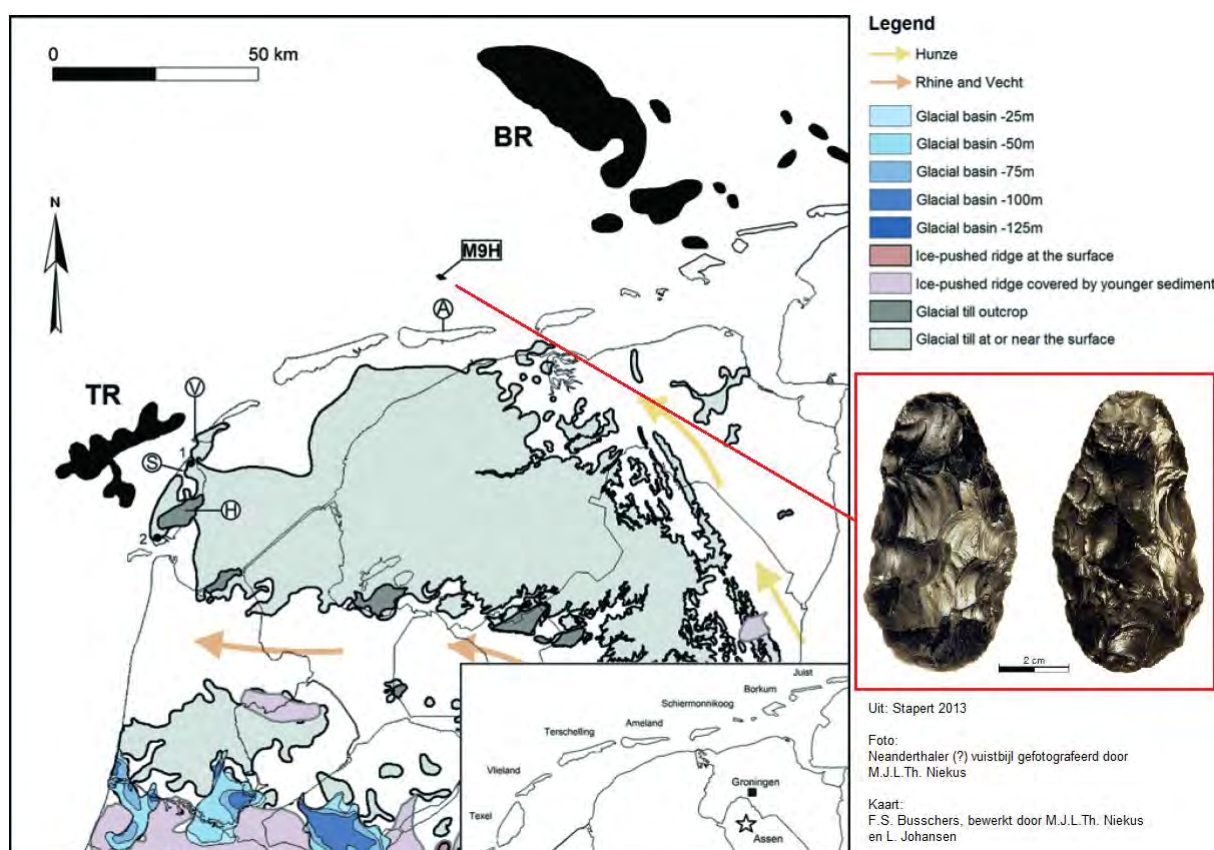 0 50 km
N
BR
M9H
A
TR
V
S
1
H
2
Juist
Borkum
Schiermonnikoog
Ameland
Terschelling
Vlieland
Texel
Groningen
Assen
Legend
Hunze
Rhine and Vecht
Glacial basin -25m
Glacial basin -50m
Glacial basin -75m
Glacial basin -100m
Glacial basin -125m
Ice-pushed ridge at the surface
Ice-pushed ridge covered by younger sediment
Glacial till outcrop
Glacial till at or near the surface
2 cm
Uit: Stapert 2013
Foto:
Neanderthaler (?) vuistbijl gefotografeerd door
M.J.L.Th. Niekus
Kaart:
F.S. Busschers, bewerkt door M.J.L.Th. Niekus
en L. Johansen